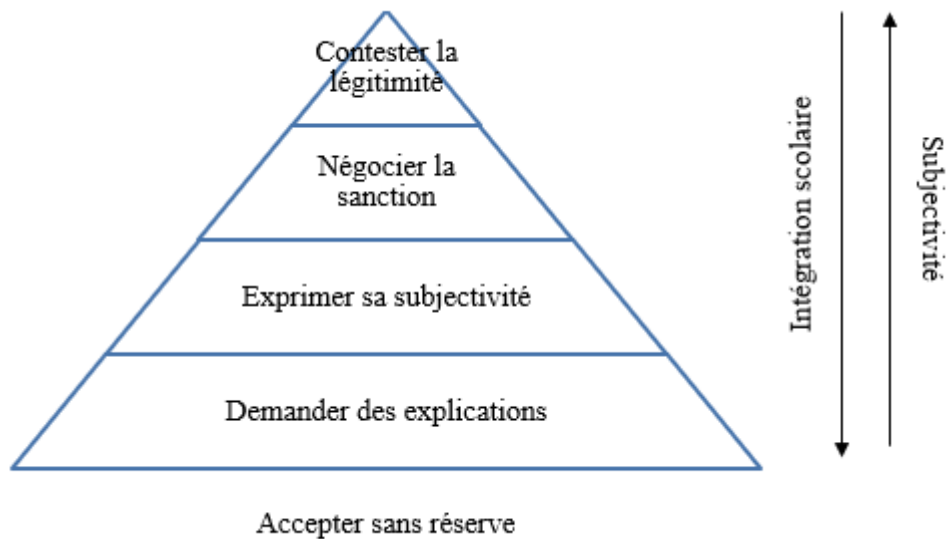 Contester la
légitimité
Négocier la
sanction
Exprimer sa subjectivité
Demander des explications
Accepter sans réserve
Intégration scolaire
Subjectivité